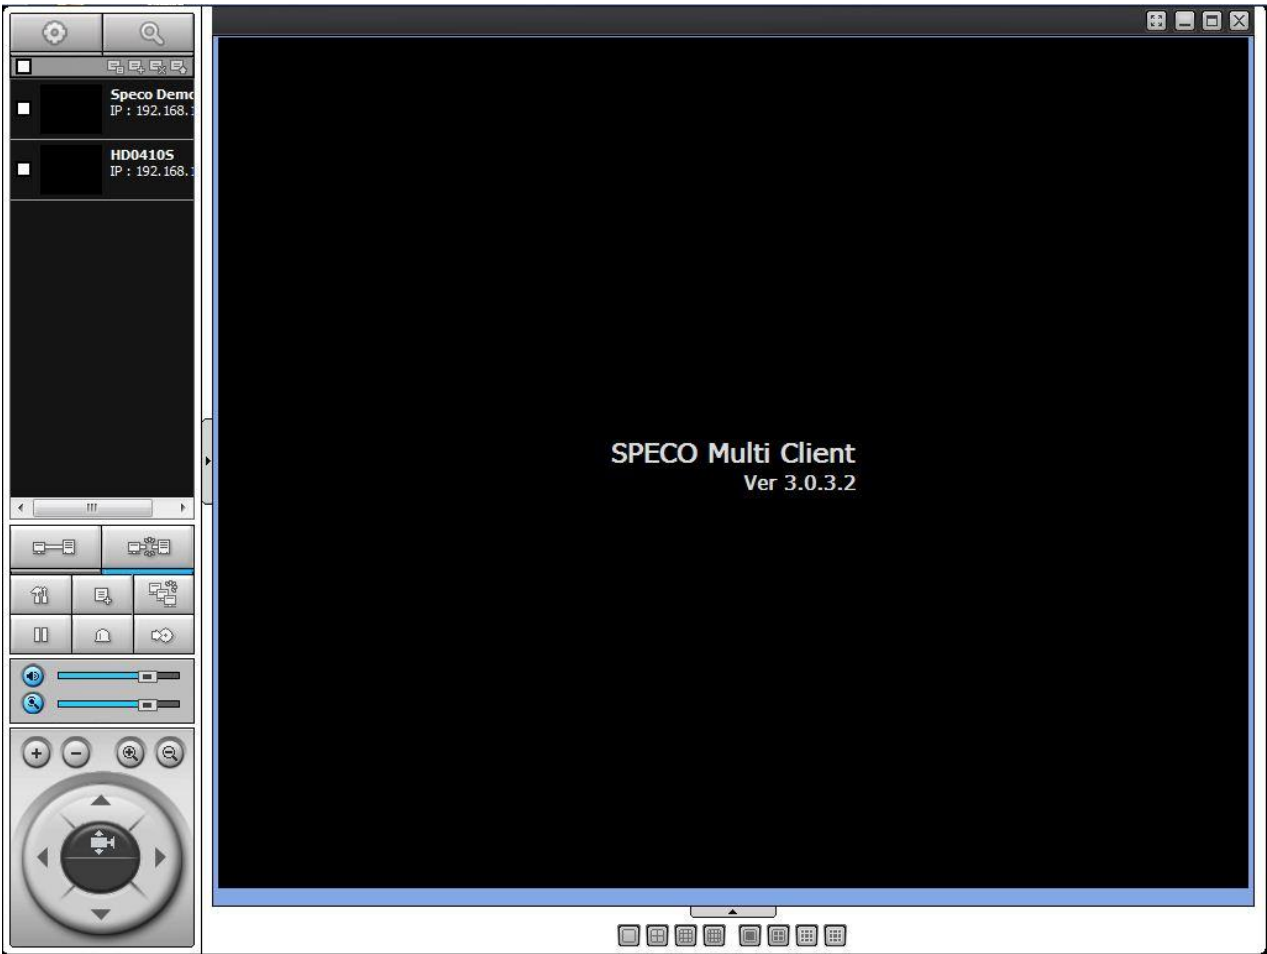 Speco Demo
IP : 192.168.
HD0410S
IP : 192.168.
SPECO Multi Client
Ver 3.0.3.2